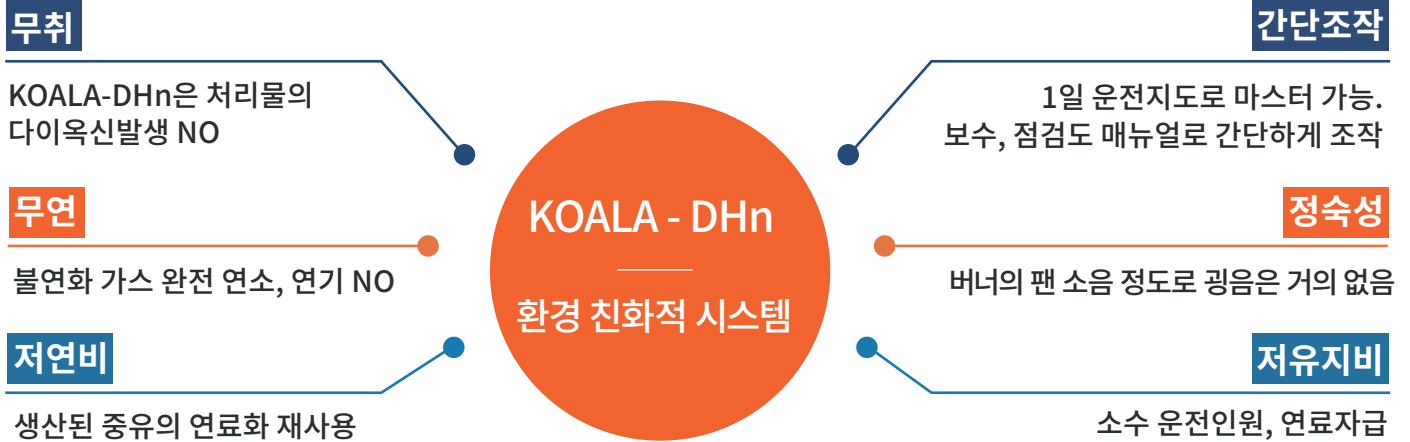 무취
KOALA-DHn은 처리물의
다이옥신발생 NO
무연
불연화 가스 완전 연소, 연기 NO
저연비
생산된 중유의 연료화 재사용
KOALA - DHn
환경 친화적 시스템
간단조작
1일 운전지도로 마스터 가능.
보수, 점검도 매뉴얼로 간단하게 조작
정숙성
버너의 팬 소음 정도로 굉음은 거의 없음
저유지비
소수 운전인원, 연료자급